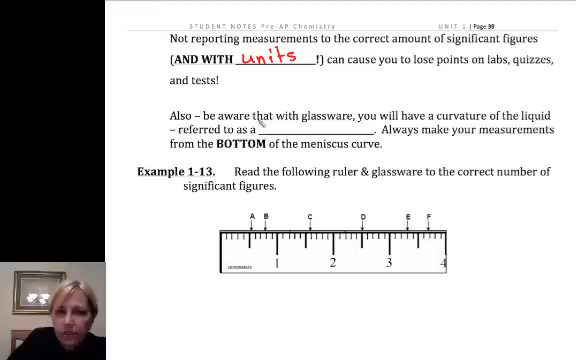 STUDENT NOTES Pre-AP Chemistry UNIT 1 | Page 39
Not reporting measurements to the correct amount of significant figures
(AND WITH units !) can cause you to lose points on labs, quizzes,
and tests!
Also – be aware that with glassware, you will have a curvature of the liquid
– referred to as a ____________________. Always make your measurements
from the BOTTOM of the meniscus curve.
Example 1-13. Read the following ruler & glassware to the correct number of
significant figures.
A B C D E F
1 2 3 4
centimeters